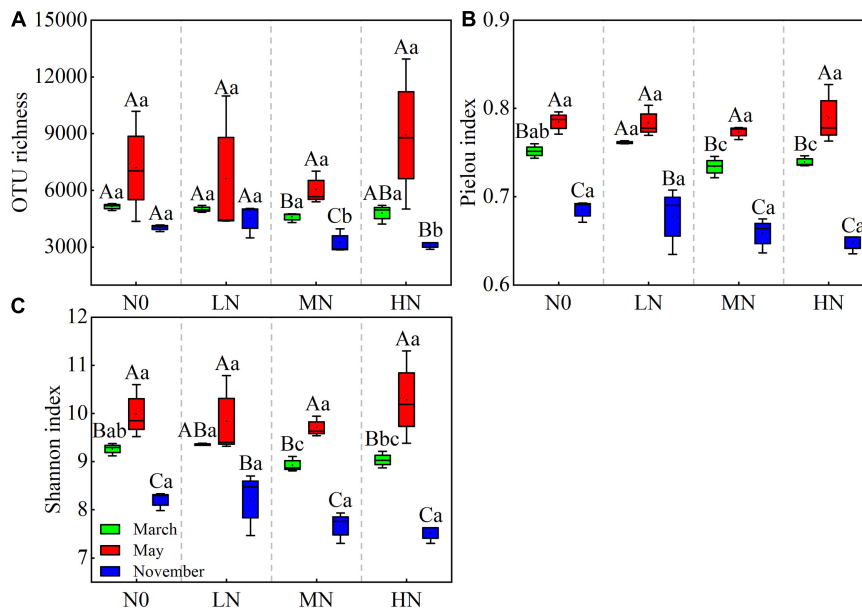 A
15000
12000
9000
6000
3000
OTU richness
Aa Aa Aa
Aa Aa Aa
Ba Aa Cb
ABa Aa Bb
N0 LN MN HN
B
0.9
0.8
0.7
0.6
Pielou index
Bab Aa Ca
Aa Aa Ba
Bc Aa Ca
Bc Aa Ca
N0 LN MN HN
C
12
11
10
9
8
7
Shannon index
Bab Aa Ca
ABa Aa Ba
Bc Aa Ca
Bbc Aa Ca
March
May
November
N0 LN MN HN